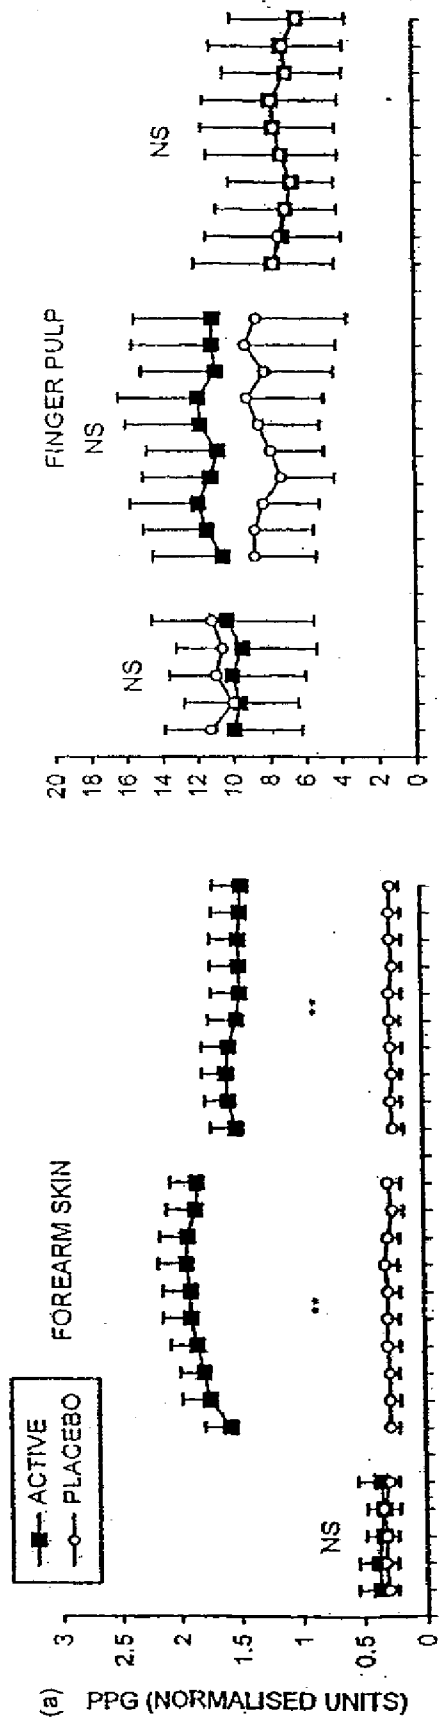 (a)
PPG (NORMALISED UNITS)
ACTIVE
PLACEBO
FOREARM SKIN
3
2
2.5
1.5
1
0.5
0
NS
**
**
FINGER PULP
20
18
16
14
12
10
8
6
4
2
0
NS
NS
NS